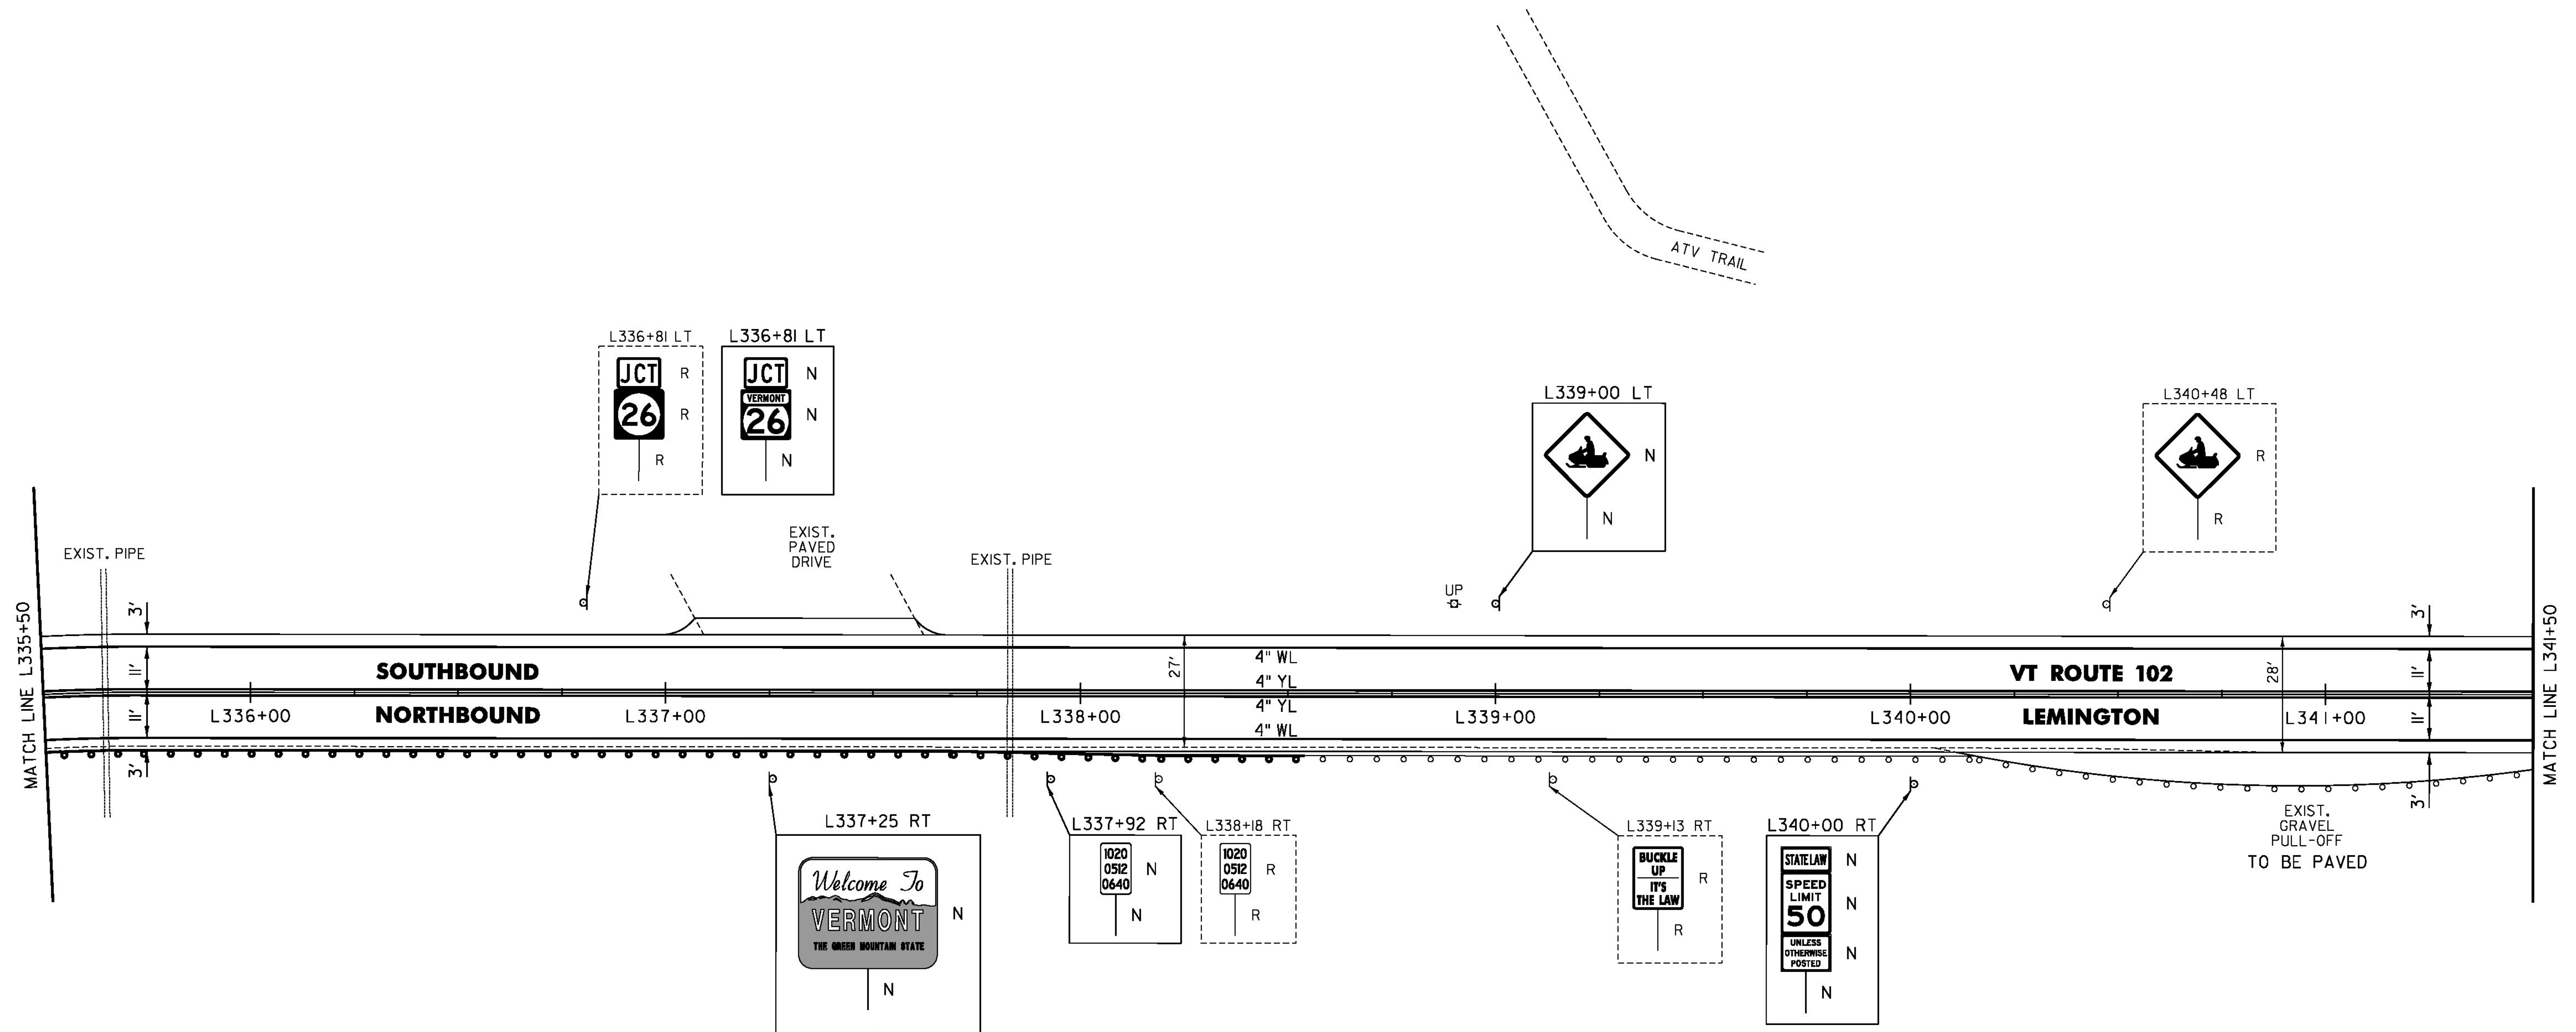 ATV TRAIL
L336+81 LT
JCT R
26 R
R
L336+81 LT
JCT N
VERMONT
26 N
N
L339+00 LT
N
N
L340+48 LT
R
R
EXIST. PIPE
EXIST.
PAVED
DRIVE
EXIST. PIPE
UP
MATCH LINE L335+50
3'
11'
11'
3'
SOUTHBOUND
NORTHBOUND
L336+00
L337+00
L338+00
27'
4" WL
4" YL
4" YL
4" WL
L339+00
L340+00
VT ROUTE 102
LEMINGTON
28'
L341+00
3'
11'
11'
3'
MATCH LINE L341+50
L337+25 RT
Welcome To
VERMONT
THE GREEN MOUNTAIN STATE
N
N
L337+92 RT
1020
0512
0640
N
N
L338+18 RT
1020
0512
0640
R
R
L339+13 RT
BUCKLE
UP
IT'S
THE LAW
R
R
L340+00 RT
STATE LAW N
SPEED
LIMIT
50
N
UNLESS
OTHERWISE
POSTED
N
N
EXIST.
GRAVEL
PULL-OFF
TO BE PAVED